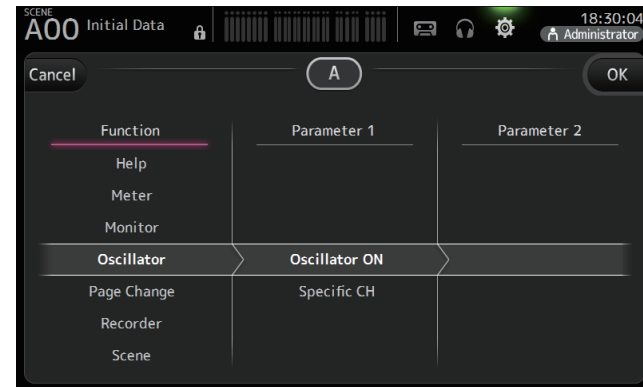 SCENE
A00 Initial Data
18:30:04
Administrator
Cancel
A
OK
Function Parameter 1 Parameter 2
Help
Meter
Monitor
Oscillator Oscillator ON
Page Change Specific CH
Recorder
Scene